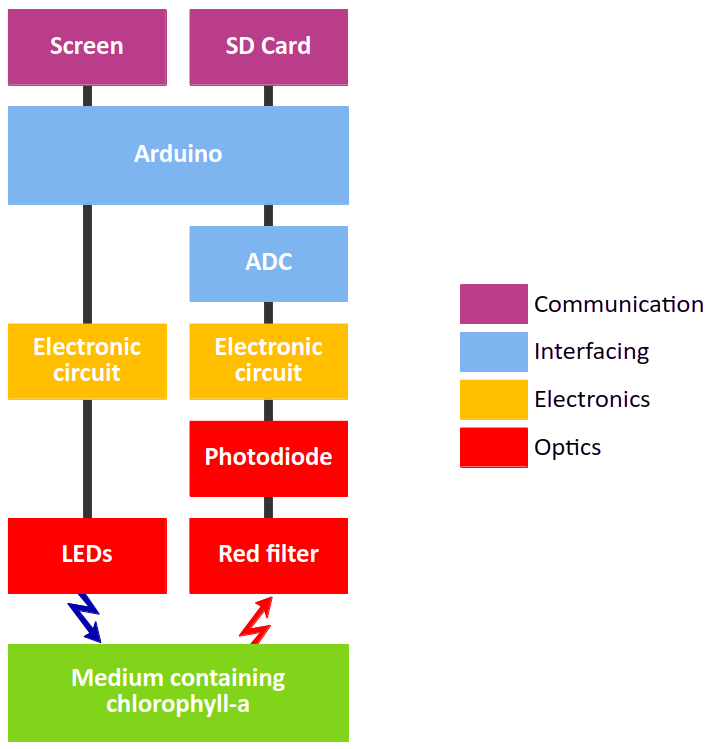 Screen
SD Card
Arduino
ADC
Electronic
circuit
Electronic
circuit
Photodiode
LEDs
Red filter
Medium containing
chlorophyll-a
Communication
Interfacing
Electronics
Optics